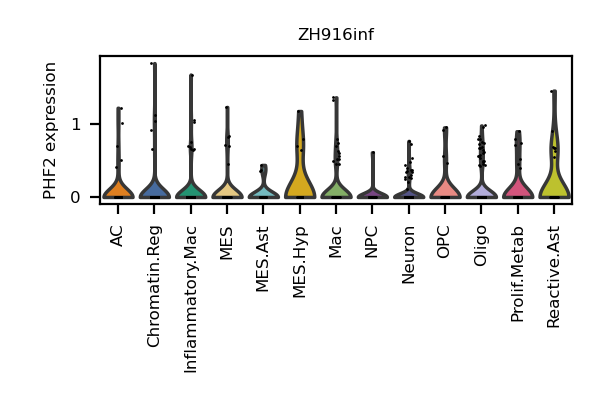 ZH916inf
PHF2 expression
1
0
AC
Chromatin.Reg
Inflammatory.Mac
MES
MES.Ast
MES.Hyp
Mac
NPC
Neuron
OPC
Oligo
Prolif.Metab
Reactive.Ast